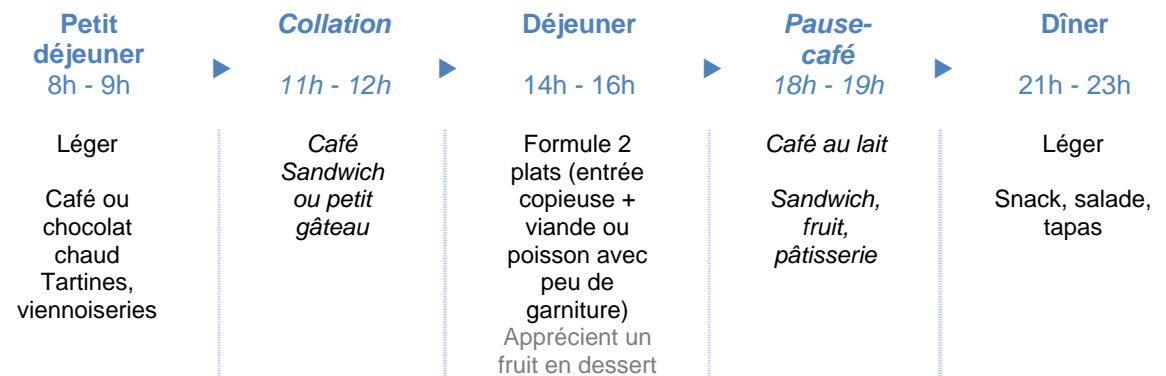 Petit
déjeuner
8h - 9h
Collation
11h - 12h
Déjeuner
14h - 16h
Pause-
café
18h - 19h
Dîner
21h - 23h
Léger
Café ou
chocolat
chaud
Tartines,
viennoiseries
Café
Sandwich
ou petit
gâteau
Formule 2
plats (entrée
copieuse +
viande ou
poisson avec
peu de
garniture)
Apprécient un
fruit en dessert
Café au lait
Sandwich,
fruit,
pâtisserie
Léger
Snack, salade,
tapas